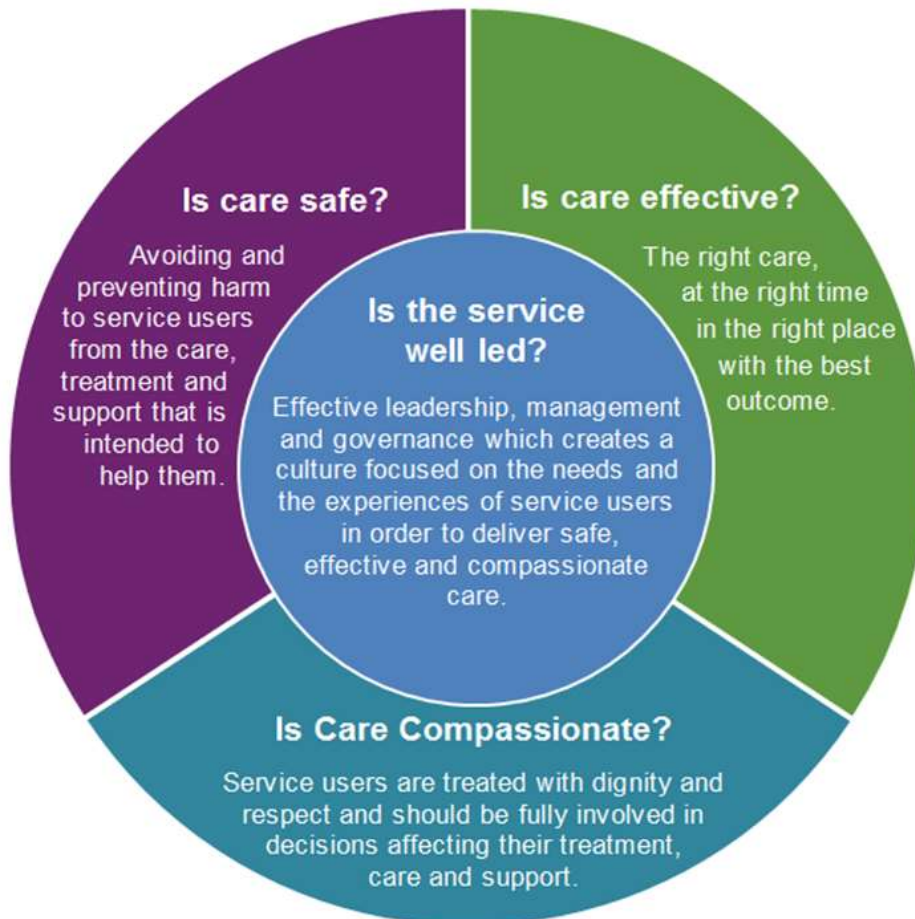 Is care safe?
Avoiding and
preventing harm
to service users
from the care,
treatment and
support that is
intended to
help them.
Is care effective?
The right care,
at the right time
in the right place
with the best
outcome.
Is the service
well led?
Effective leadership, management
and governance which creates a
culture focused on the needs and
the experiences of service users
in order to deliver safe,
effective and compassionate
care.
Is Care Compassionate?
Service users are treated with dignity and
respect and should be fully involved in
decisions affecting their treatment,
care and support.